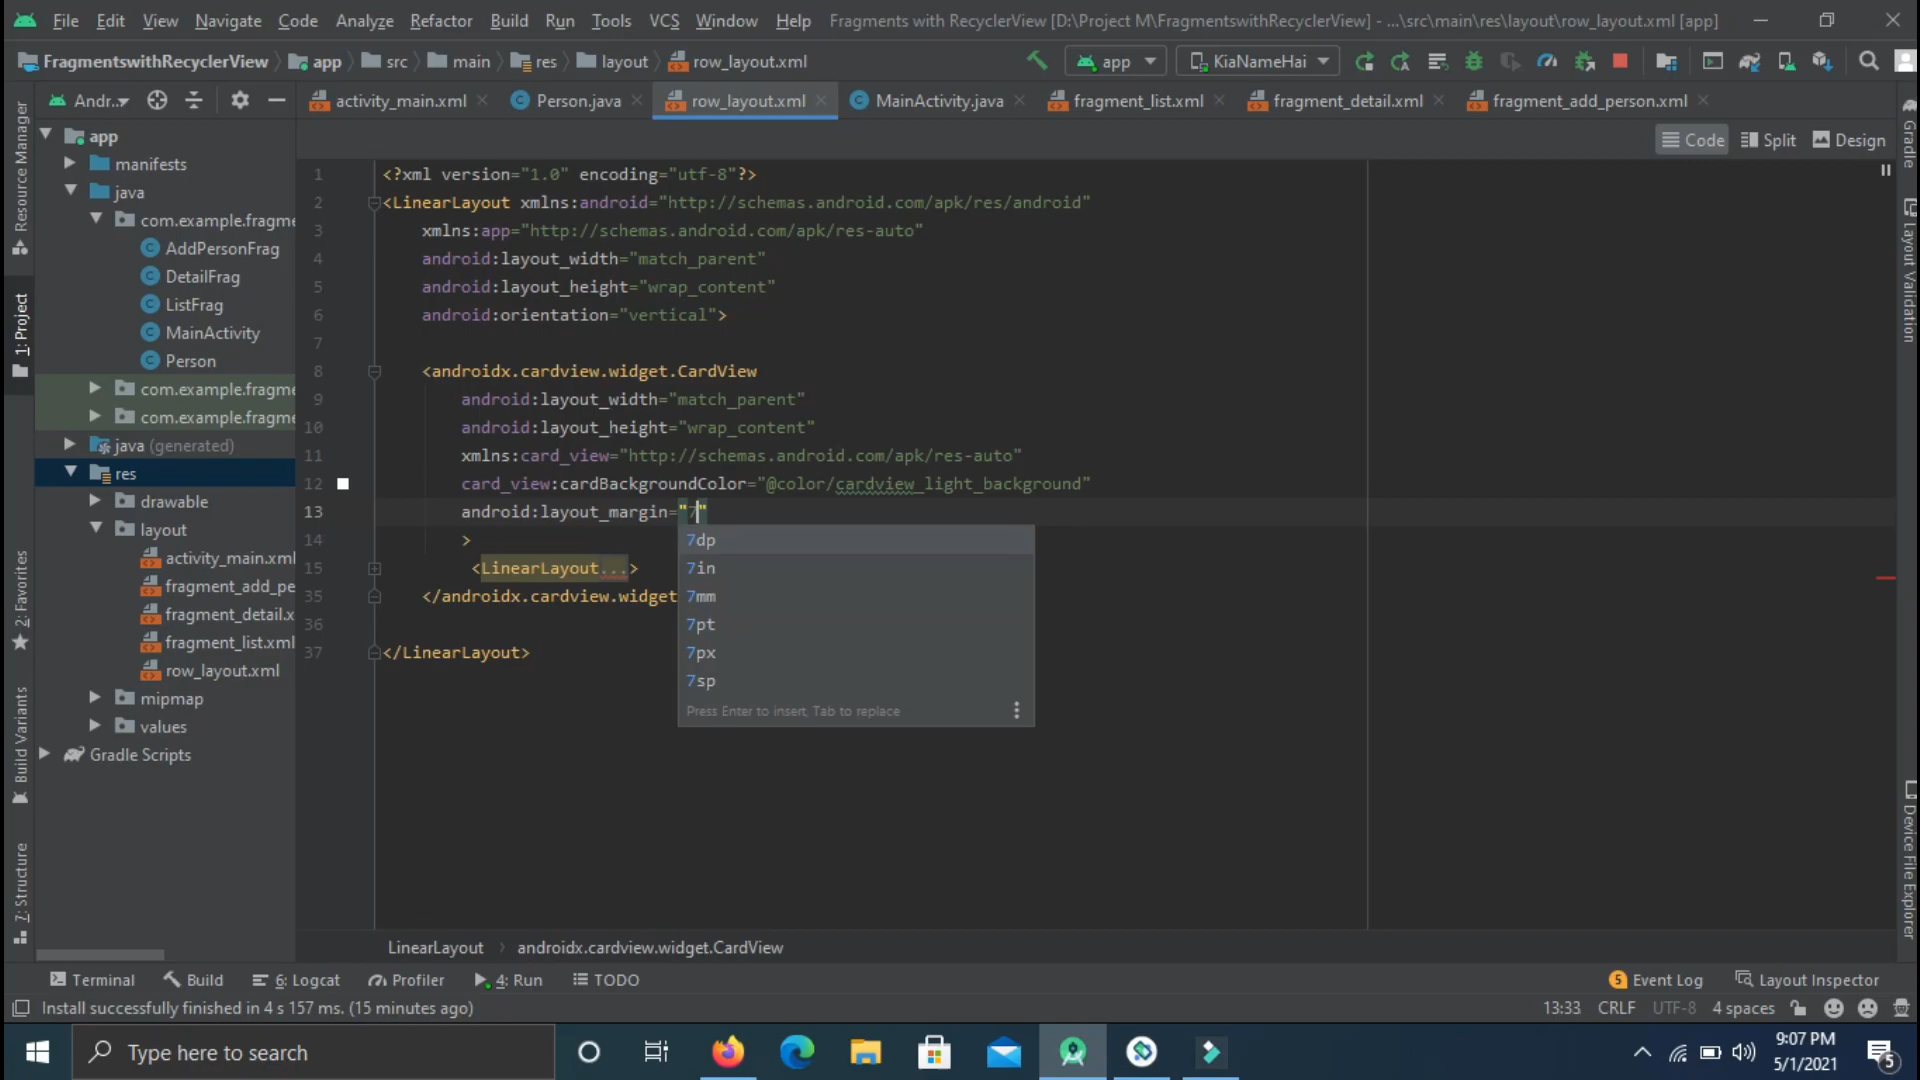 File Edit View Navigate Code Analyze Refactor Build Run Tools VCS Window Help Fragments with RecyclerView [D:\Project M\FragmentswithRecyclerView] - ...\src\main\res\layout\row_layout.xml [app]
FragmentswithRecyclerView app src main res layout row_layout.xml app KiaNameHai
Andr.. activity_main.xml Person.java row_layout.xml MainActivity.java fragment_list.xml fragment_detail.xml fragment_add_person.xml
Code Split Design
Resource Manager
1: Project
2: Favorites
Build Variants
7: Structure
app
manifests
java
com.example.fragme
AddPersonFrag
DetailFrag
ListFrag
MainActivity
Person
com.example.fragme
com.example.fragme
java (generated)
res
drawable
layout
activity_main.xml
fragment_add_pe
fragment_detail.x
fragment_list.xml
row_layout.xml
mipmap
values
Gradle Scripts
1 <?xml version="1.0" encoding="utf-8"?>
2 <LinearLayout xmlns:android="http://schemas.android.com/apk/res/android"
3 xmlns:app="http://schemas.android.com/apk/res-auto"
4 android:layout_width="match_parent"
5 android:layout_height="wrap_content"
6 android:orientation="vertical">
7
8 <androidx.cardview.widget.CardView
9 android:layout_width="match_parent"
10 android:layout_height="wrap_content"
11 xmlns:card_view="http://schemas.android.com/apk/res-auto"
12 card_view:cardBackgroundColor="@color/cardview_light_background"
13 android:layout_margin="7"
14 >
15 <LinearLayout...>
35 </androidx.cardview.widget
36
37 </LinearLayout>
7dp
7in
7mm
7pt
7px
7sp
Press Enter to insert, Tab to replace
Gradle
Layout Validation
Device File Explorer
LinearLayout androidx.cardview.widget.CardView
Terminal Build 6: Logcat Profiler 4: Run TODO 5 Event Log Layout Inspector
Install successfully finished in 4 s 157 ms. (15 minutes ago) 13:33 CRLF UTF-8 4 spaces
Type here to search
9:07 PM
5/1/2021
5